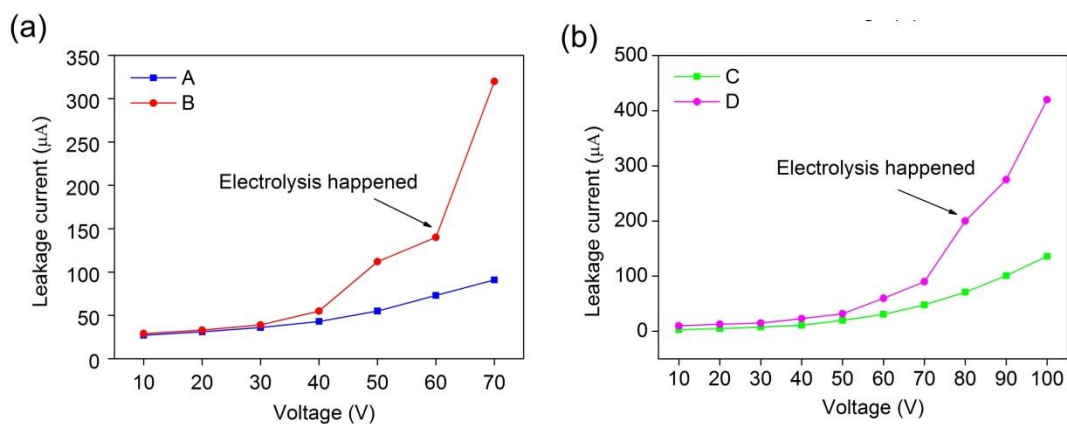 (a)
350
300
250
200
150
100
50
0
Leakage current (μA)
A
B
Electrolysis happened
10 20 30 40 50 60 70
Voltage (V)
(b)
500
400
300
200
100
0
Leakage current (μA)
C
D
Electrolysis happened
10 20 30 40 50 60 70 80 90 100
Voltage (V)